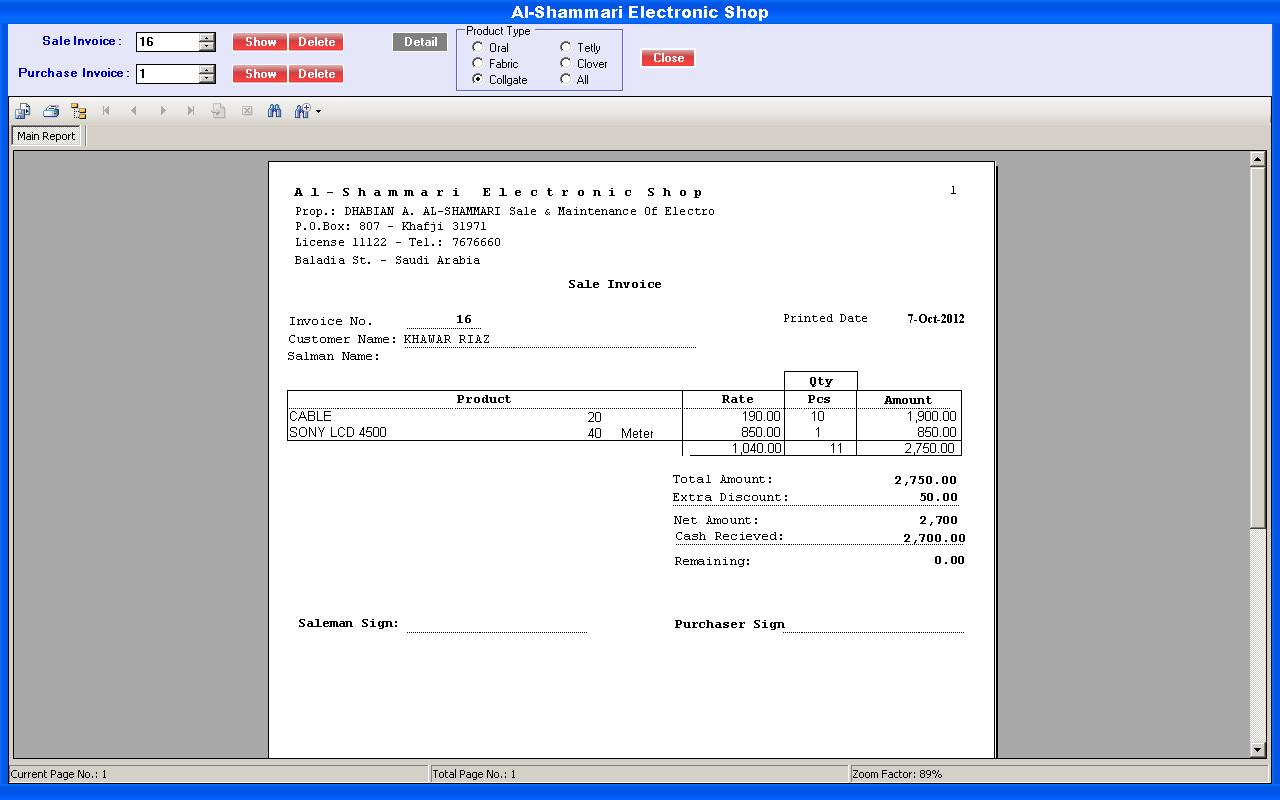 Al-Shammari Electronic Shop
Sale Invoice : 16 Show Delete Detail
Product Type
Oral Tetly
Fabric Clover
Collgate All
Close
Purchase Invoice : 1 Show Delete
Main Report
Al-Shammari Electronic Shop 1
Prop.: DHABIAN A. AL-SHAMMARI Sale & Maintenance Of Electro
P.O.Box: 807 - Khafji 31971
License 11122 - Tel.: 7676660
Baladia St. - Saudi Arabia
Sale Invoice
Invoice No. 16 Printed Date 7-Oct-2012
Customer Name: KHAWAR RIAZ
Salman Name:
Qty
Product Rate Pcs Amount
CABLE 20 190.00 10 1,900.00
SONY LCD 4500 40 Meter 850.00 1 850.00
1,040.00 11 2,750.00
Total Amount: 2,750.00
Extra Discount: 50.00
Net Amount: 2,700
Cash Recieved: 2,700.00
Remaining: 0.00
Saleman Sign: Purchaser Sign
Current Page No.: 1 Total Page No.: 1 Zoom Factor: 89%